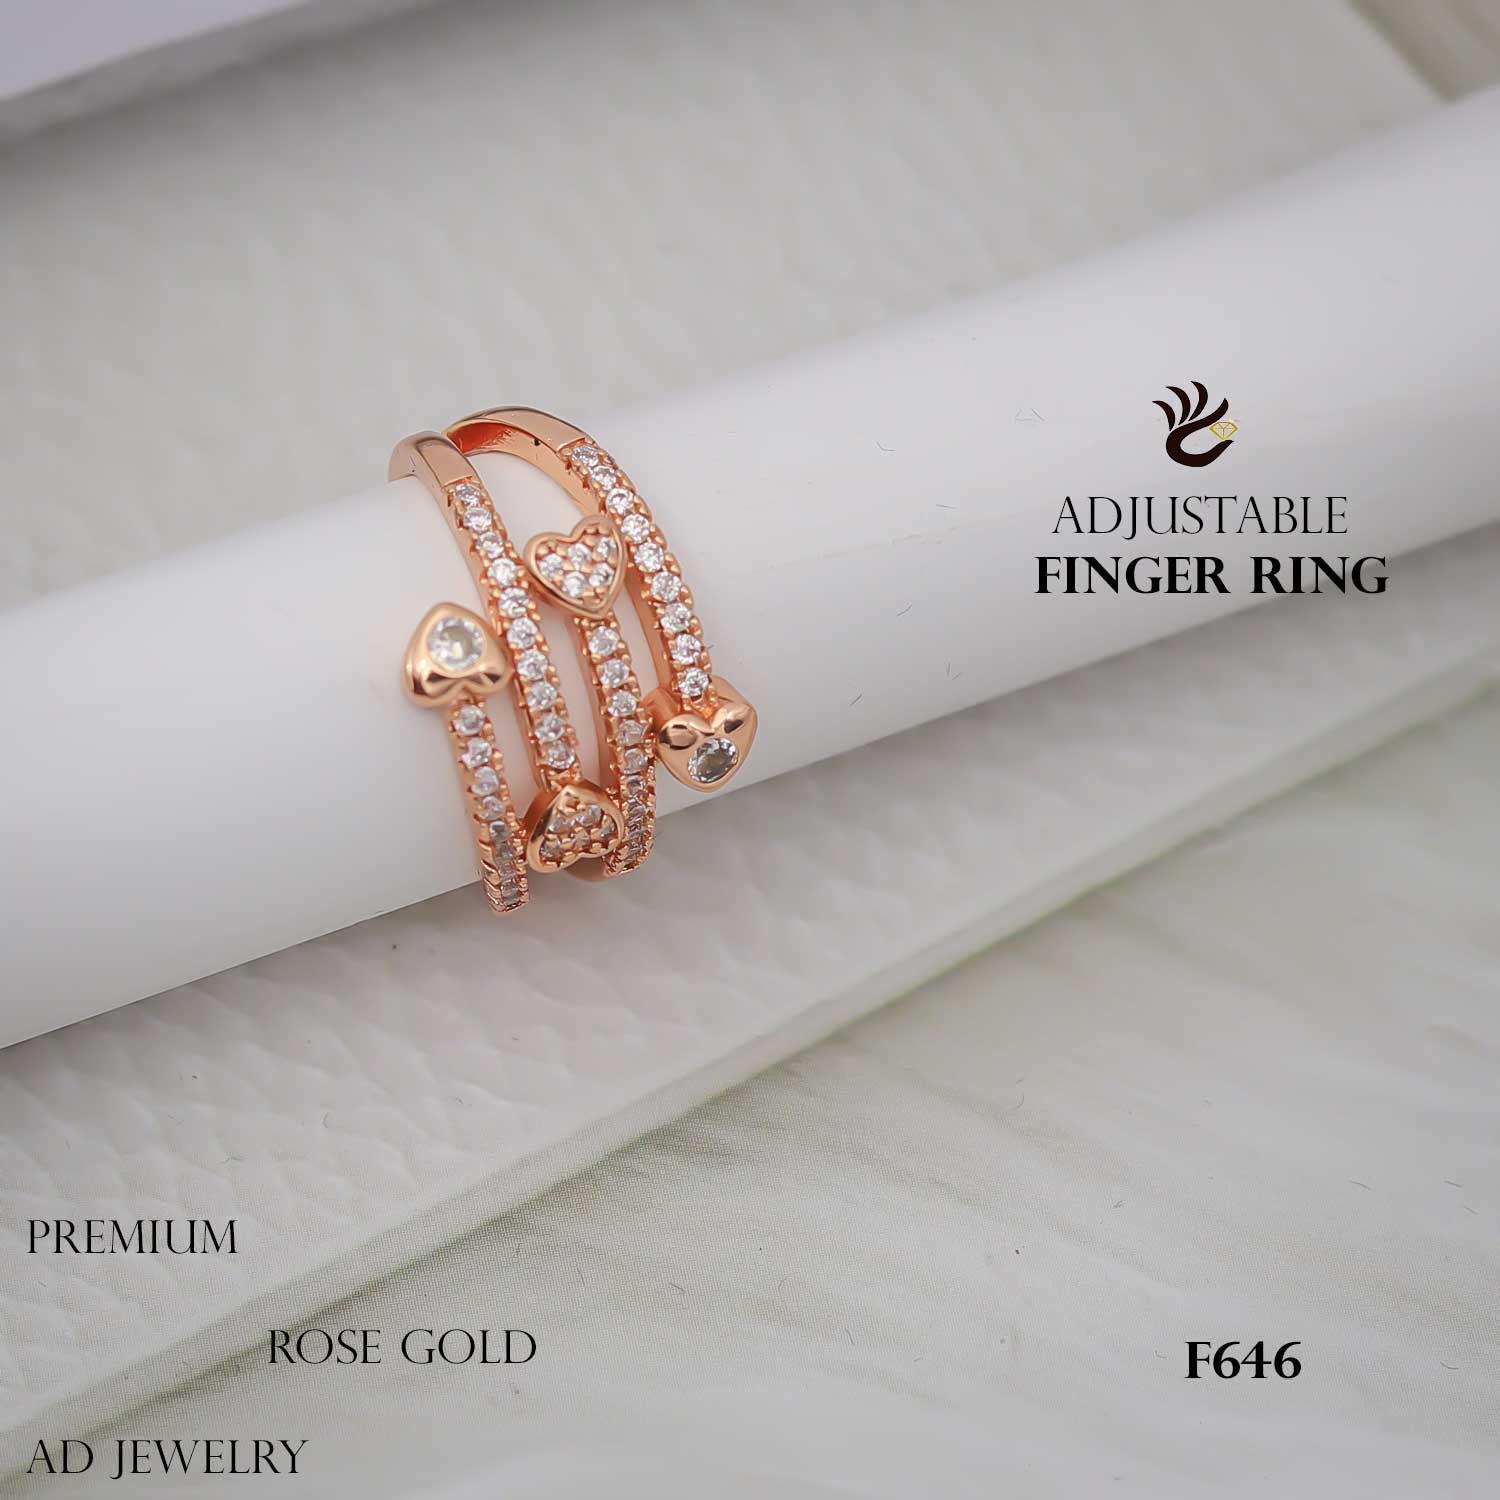 ADJUSTABLE
FINGER RING
PREMIUM
ROSE GOLD
F646
AD JEWELRY